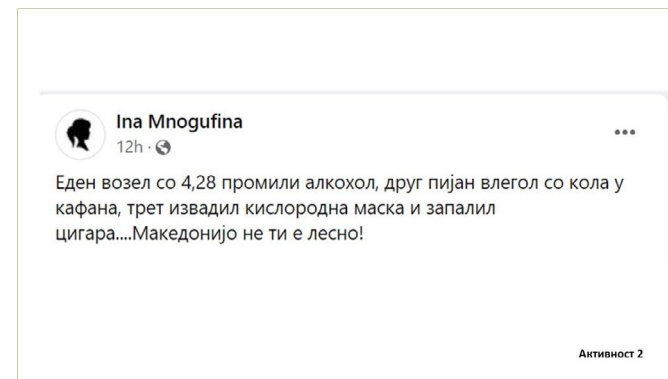 Ina Mnogufina
12h ·
Еден возел со 4,28 промили алкохол, друг пијан влегол со кола у
кафана, трет извадил кислородна маска и запалил
цигара....Македонијо не ти е лесно!
Активност 2